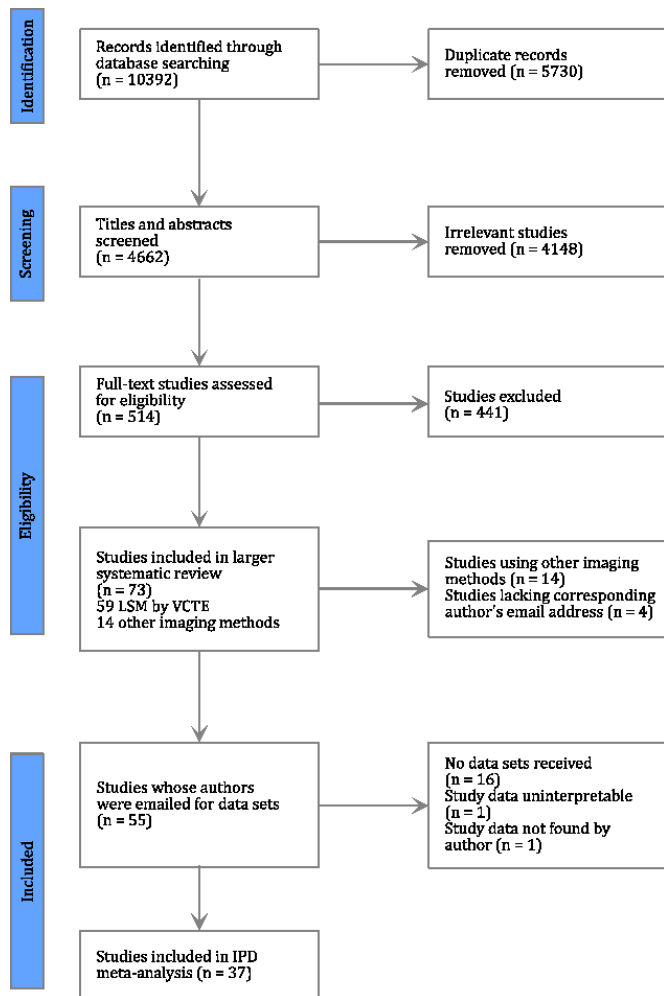 Identification
Records identified through
database searching
(n = 10392)
Duplicate records
removed (n = 5730)
Screening
Titles and abstracts
screened
(n = 4662)
Irrelevant studies
removed (n = 4148)
Eligibility
Full-text studies assessed
for eligibility
(n = 514)
Studies excluded
(n = 441)
Studies included in larger
systematic review
(n = 73)
59 LSM by VCTE
14 other imaging methods
Studies using other imaging
methods (n = 14)
Studies lacking corresponding
author's email address (n = 4)
Included
Studies whose authors
were emailed for data sets
(n = 55)
No data sets received
(n = 16)
Study data uninterpretable
(n = 1)
Study data not found by
author (n = 1)
Studies included in IPD
meta-analysis (n = 37)